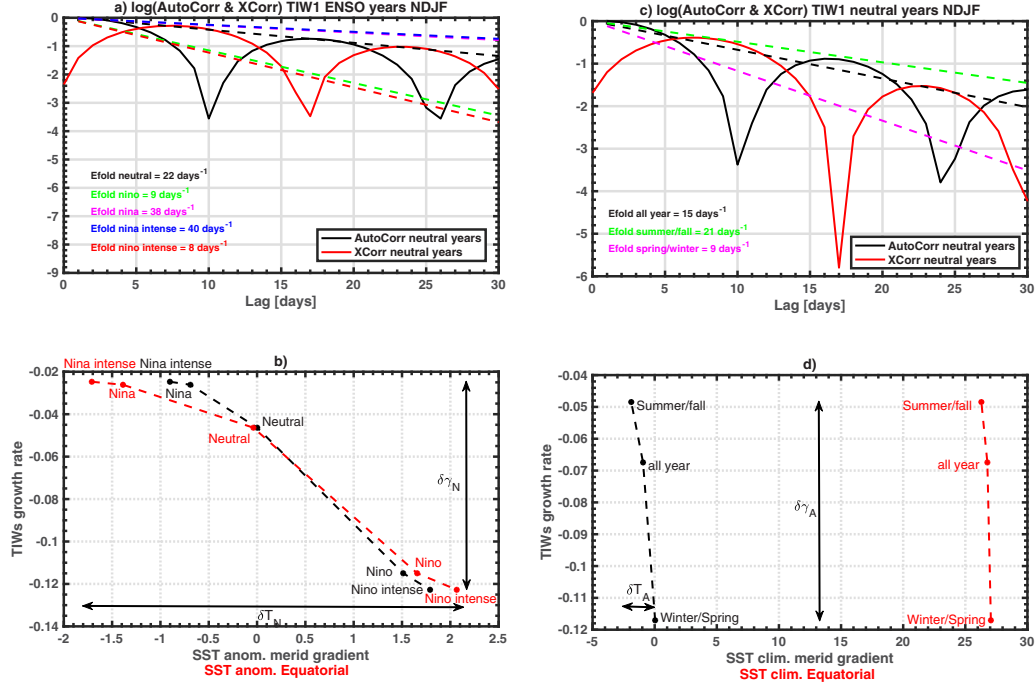 a) log(AutoCorr & XCorr) TIW1 ENSO years NDJF
0
-1
-2
-3
-4
-5
-6
-7
-8
-9
Efold neutral = 22 days-1
Efold nino = 9 days-1
Efold nina = 38 days-1
Efold nina intense = 40 days-1
Efold nino intense = 8 days-1
AutoCorr neutral years
XCorr neutral years
0 5 10 15 20 25 30
Lag [days]
c) log(AutoCorr & XCorr) TIW1 neutral years NDJF
0
-1
-2
-3
-4
-5
-6
Efold all year = 15 days-1
Efold summer/fall = 21 days-1
Efold spring/winter = 9 days-1
AutoCorr neutral years
XCorr neutral years
0 5 10 15 20 25 30
Lag [days]
b)
Nina intense Nina intense
Nina Nina
Neutral
Neutral
δγN
Nino Nino
Nino intense
Nino intense
δTN
-0.02
-0.04
-0.06
-0.08
-0.1
-0.12
-0.14
TIWs growth rate
-2 -1.5 -1 -0.5 0 0.5 1 1.5 2 2.5
SST anom. merid gradient
SST anom. Equatorial
d)
Summer/fall Summer/fall
all year all year
δγA
δTA
Winter/Spring Winter/Spring
-0.04
-0.05
-0.06
-0.07
-0.08
-0.09
-0.1
-0.11
-0.12
TIWs growth rate
-5 0 5 10 15 20 25 30
SST clim. merid gradient
SST clim. Equatorial